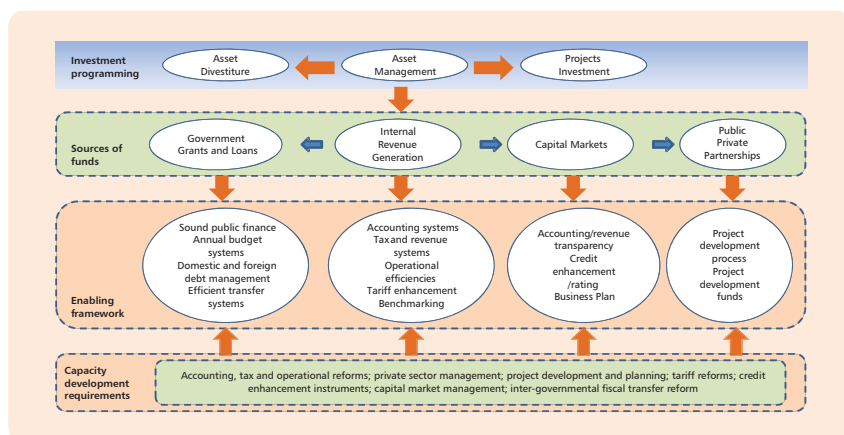 Investment
programming
Asset
Divestiture
Asset
Management
Projects
Investment
Sources of
funds
Government
Grants and Loans
Internal
Revenue
Generation
Capital Markets
Public
Private
Partnerships
Enabling
framework
Sound public finance
Annual budget
systems
Domestic and foreign
debt management
Efficient transfer
systems
Accounting systems
Tax and revenue
systems
Operational
efficiencies
Tariff enhancement
Benchmarking
Accounting/revenue
transparency
Credit
enhancement
/rating
Business Plan
Project
development
process
Project
development
funds
Capacity
development
requirements
Accounting, tax and operational reforms; private sector management; project development and planning; tariff reforms; credit
enhancement instruments; capital market management; inter-governmental fiscal transfer reform